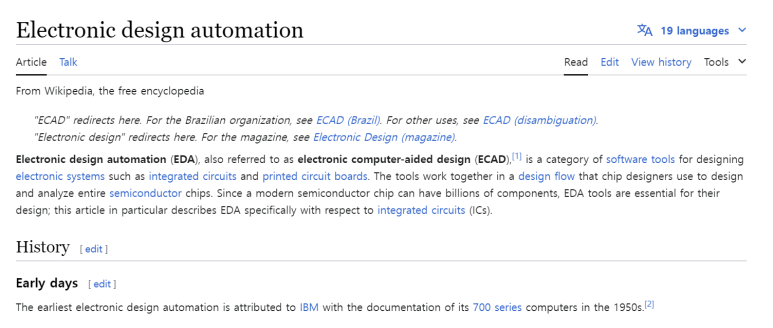 Electronic design automation
19 languages
Article Talk
Read Edit View history Tools
From Wikipedia, the free encyclopedia
"ECAD" redirects here. For the Brazilian organization, see ECAD (Brazil). For other uses, see ECAD (disambiguation).
"Electronic design" redirects here. For the magazine, see Electronic Design (magazine).
Electronic design automation (EDA), also referred to as electronic computer-aided design (ECAD),[1] is a category of software tools for designing
electronic systems such as integrated circuits and printed circuit boards. The tools work together in a design flow that chip designers use to design
and analyze entire semiconductor chips. Since a modern semiconductor chip can have billions of components, EDA tools are essential for their
design; this article in particular describes EDA specifically with respect to integrated circuits (ICs).
History [ edit ]
Early days [ edit ]
The earliest electronic design automation is attributed to IBM with the documentation of its 700 series computers in the 1950s.[2]